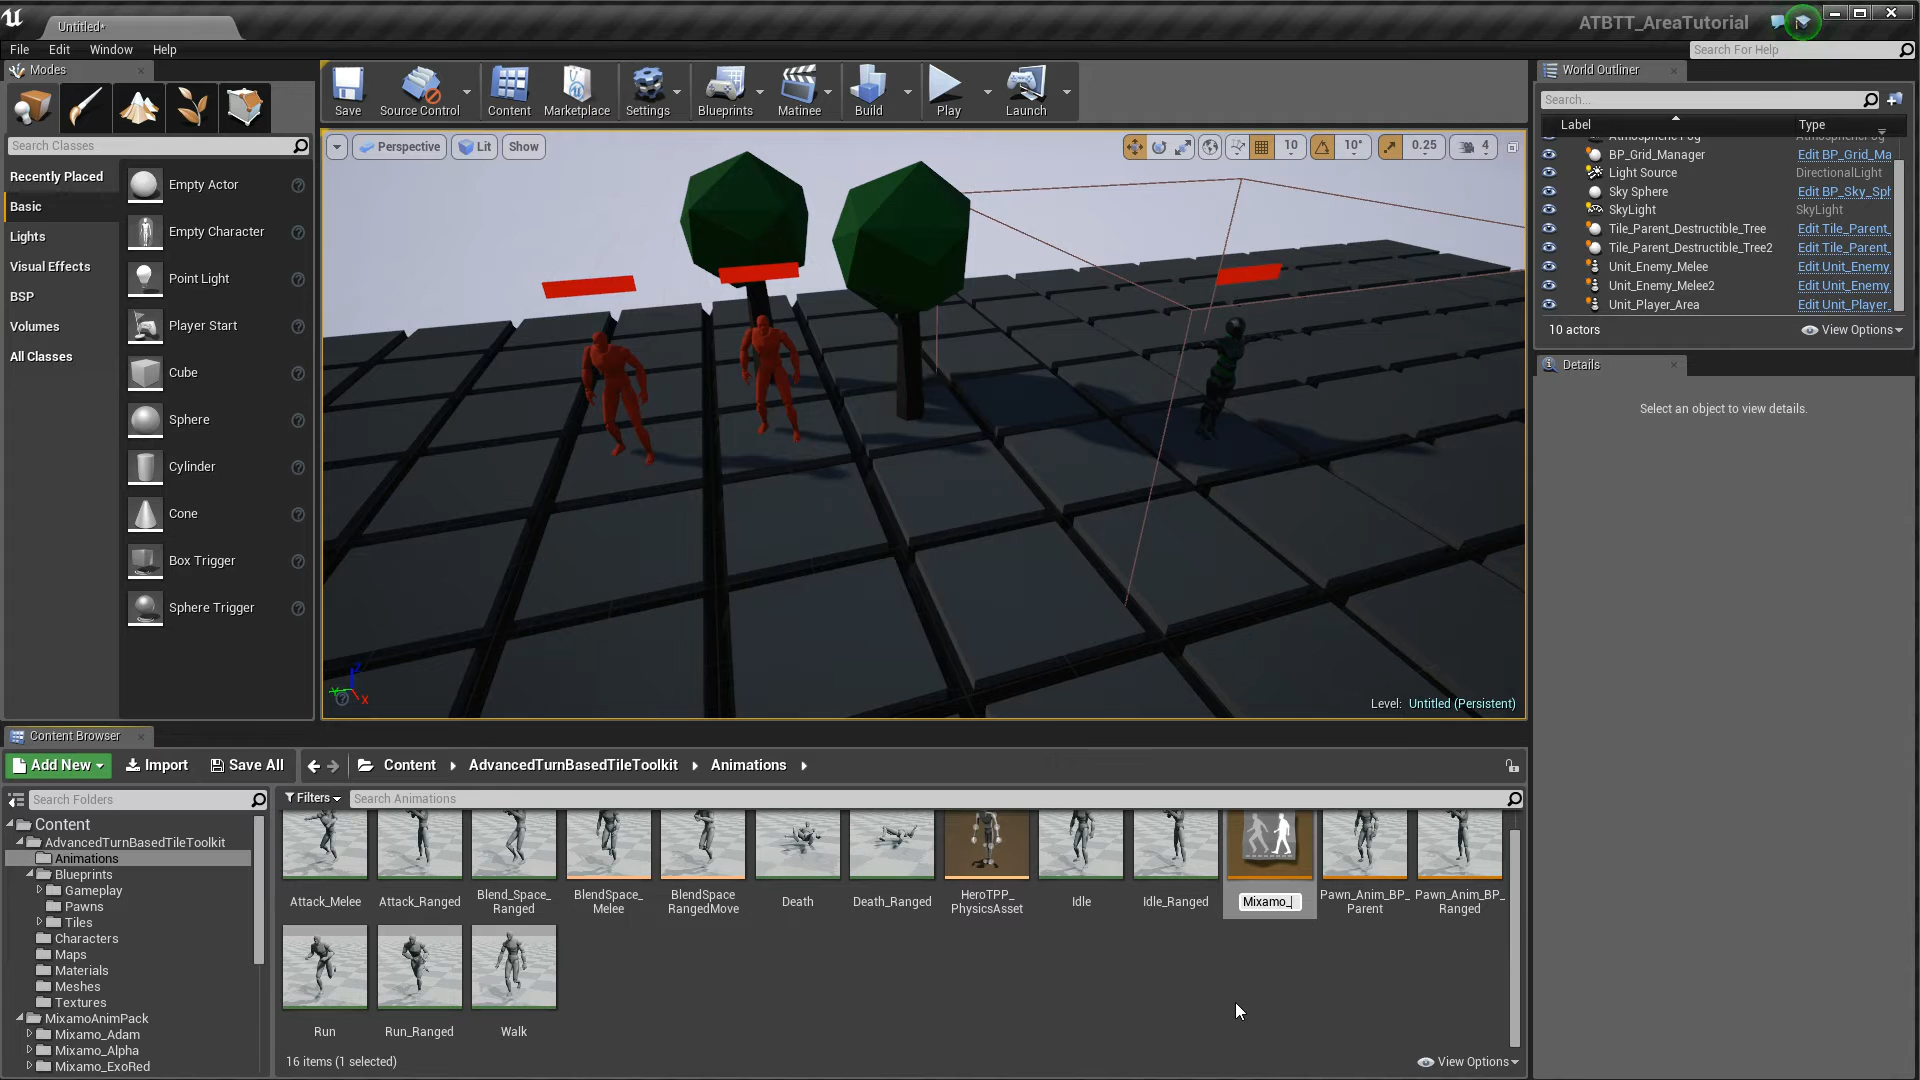 Untitled*
ATBTT_AreaTutorial
File Edit Window Help
Search For Help
Modes
Search Classes
Recently Placed
Basic
Lights
Visual Effects
BSP
Volumes
All Classes
Empty Actor
Empty Character
Point Light
Player Start
Cube
Sphere
Cylinder
Cone
Box Trigger
Sphere Trigger
Save Source Control Content Marketplace Settings Blueprints Matinee Build Play Launch
Perspective Lit Show
10 10° 0.25 4
Level: Untitled (Persistent)
World Outliner
Search...
Label Type
BP_Grid_Manager Edit BP_Grid_Ma
Light Source DirectionalLight
Sky Sphere Edit BP_Sky_Sph
SkyLight SkyLight
Tile_Parent_Destructible_Tree Edit Tile_Parent_
Tile_Parent_Destructible_Tree2 Edit Tile_Parent_
Unit_Enemy_Melee Edit Unit_Enemy_
Unit_Enemy_Melee2 Edit Unit_Enemy_
Unit_Player_Area Edit Unit_Player_
10 actors View Options
Details
Select an object to view details.
Content Browser
Add New Import Save All Content AdvancedTurnBasedTileToolkit Animations
Search Folders
Content
AdvancedTurnBasedTileToolkit
Animations
Blueprints
Gameplay
Pawns
Tiles
Characters
Maps
Materials
Meshes
Textures
MixamoAnimPack
Mixamo_Adam
Mixamo_Alpha
Mixamo_ExoRed
Filters Search Animations
Attack_Melee
Attack_Ranged
Blend_Space_
Ranged
BlendSpace_
Melee
BlendSpace
RangedMove
Death
Death_Ranged
HeroTPP_
PhysicsAsset
Idle
Idle_Ranged
Mixamo_
Pawn_Anim_BP_
Parent
Pawn_Anim_BP_
Ranged
Run
Run_Ranged
Walk
16 items (1 selected)
View Options